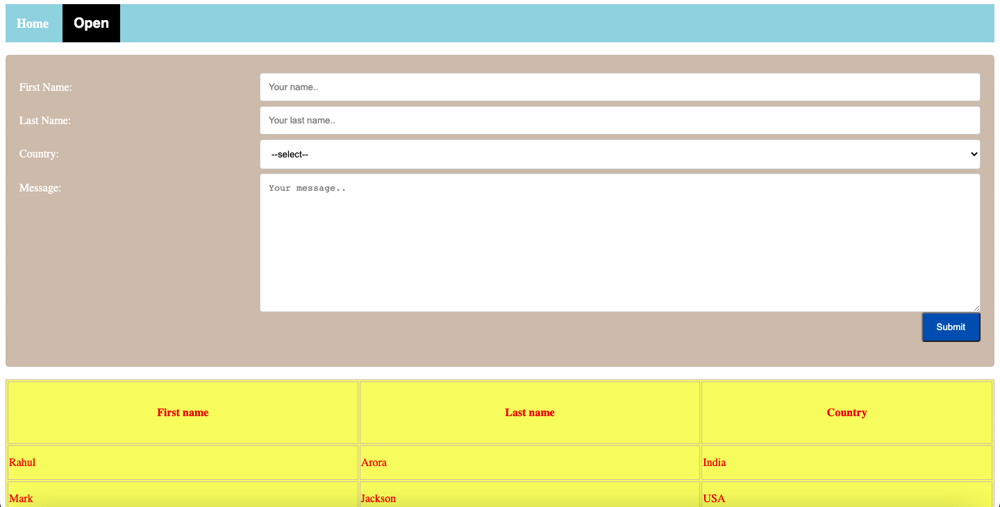 Home Open
First Name: Your name..
Last Name: Your last name..
Country: --select--
Message: Your message..
Submit
First name Last name Country
Rahul Arora India
Mark Jackson USA